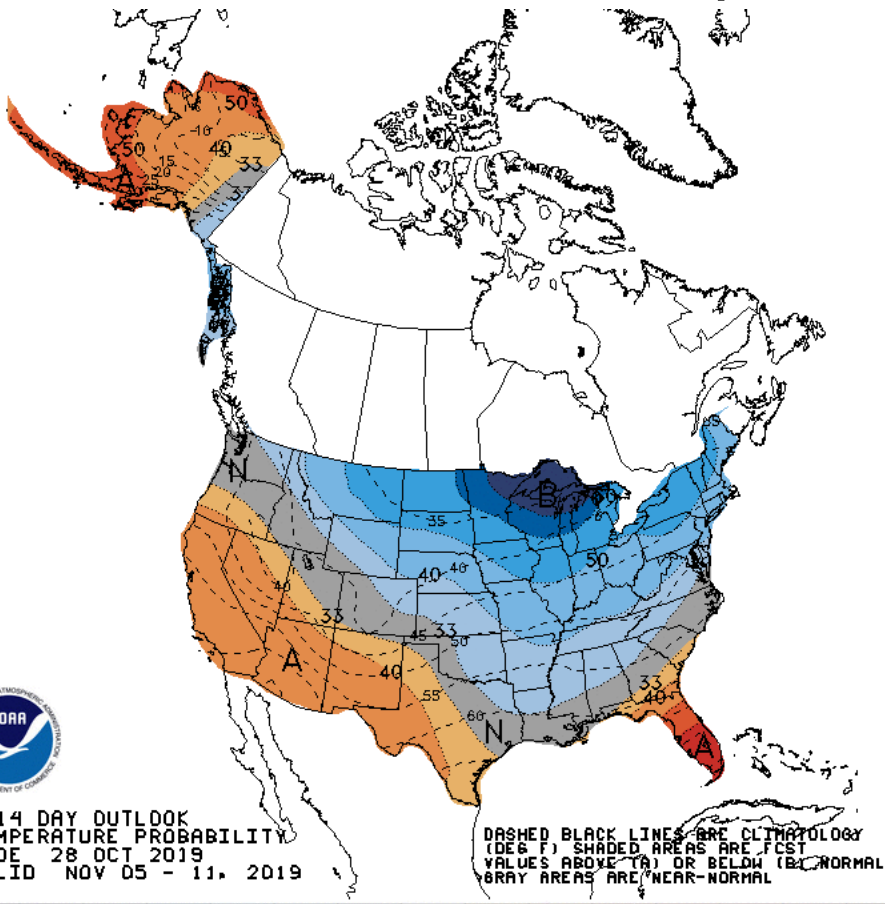 50
10
50
40
15
33
20
A
25
33
N
B
35
40
40
50
40
33
33
45
50
A
40
33
55
40
60
N
A
OAA
14 DAY OUTLOOK
MPERATURE PROBABILITY
DE 28 OCT 2019
LID NOV 05 - 11, 2019
DASHED BLACK LINES ARE CLIMATOLOGY
(DEG F) SHADED AREAS ARE FCST
VALUES ABOVE (A) OR BELOW (B) NORMAL
GRAY AREAS ARE NEAR-NORMAL